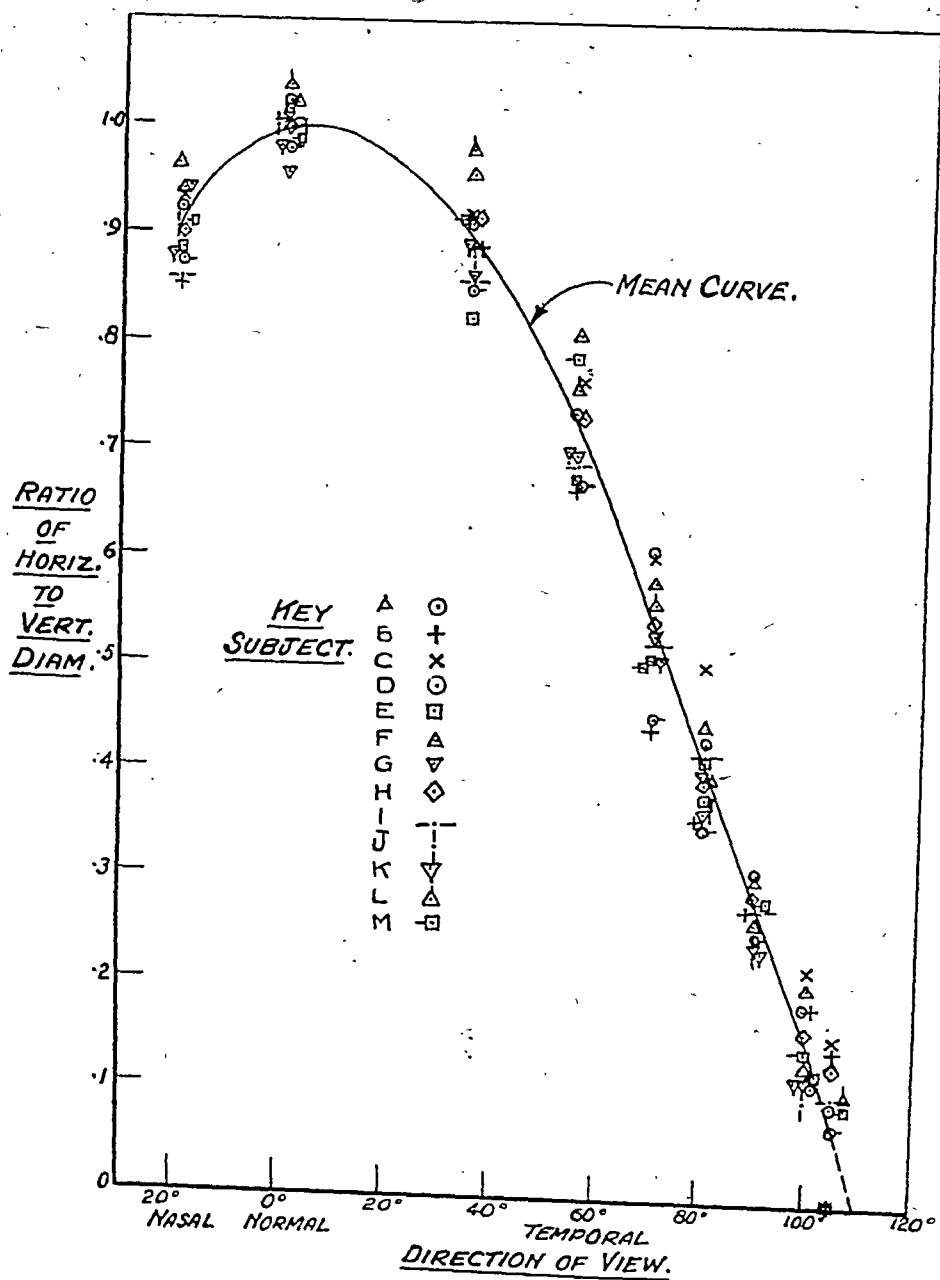 1.0
.9
.8
MEAN CURVE.
.7
RATIO
OF
HORIZ.
TO
VERT.
DIAM.
.6
.5
.4
.3
.2
.1
0
KEY
SUBJECT.
A
B
C
D
E
F
G
H
I
J
K
L
M
20° 0° 20° 40° 60° 80° 100° 120°
NASAL NORMAL TEMPORAL
DIRECTION OF VIEW.